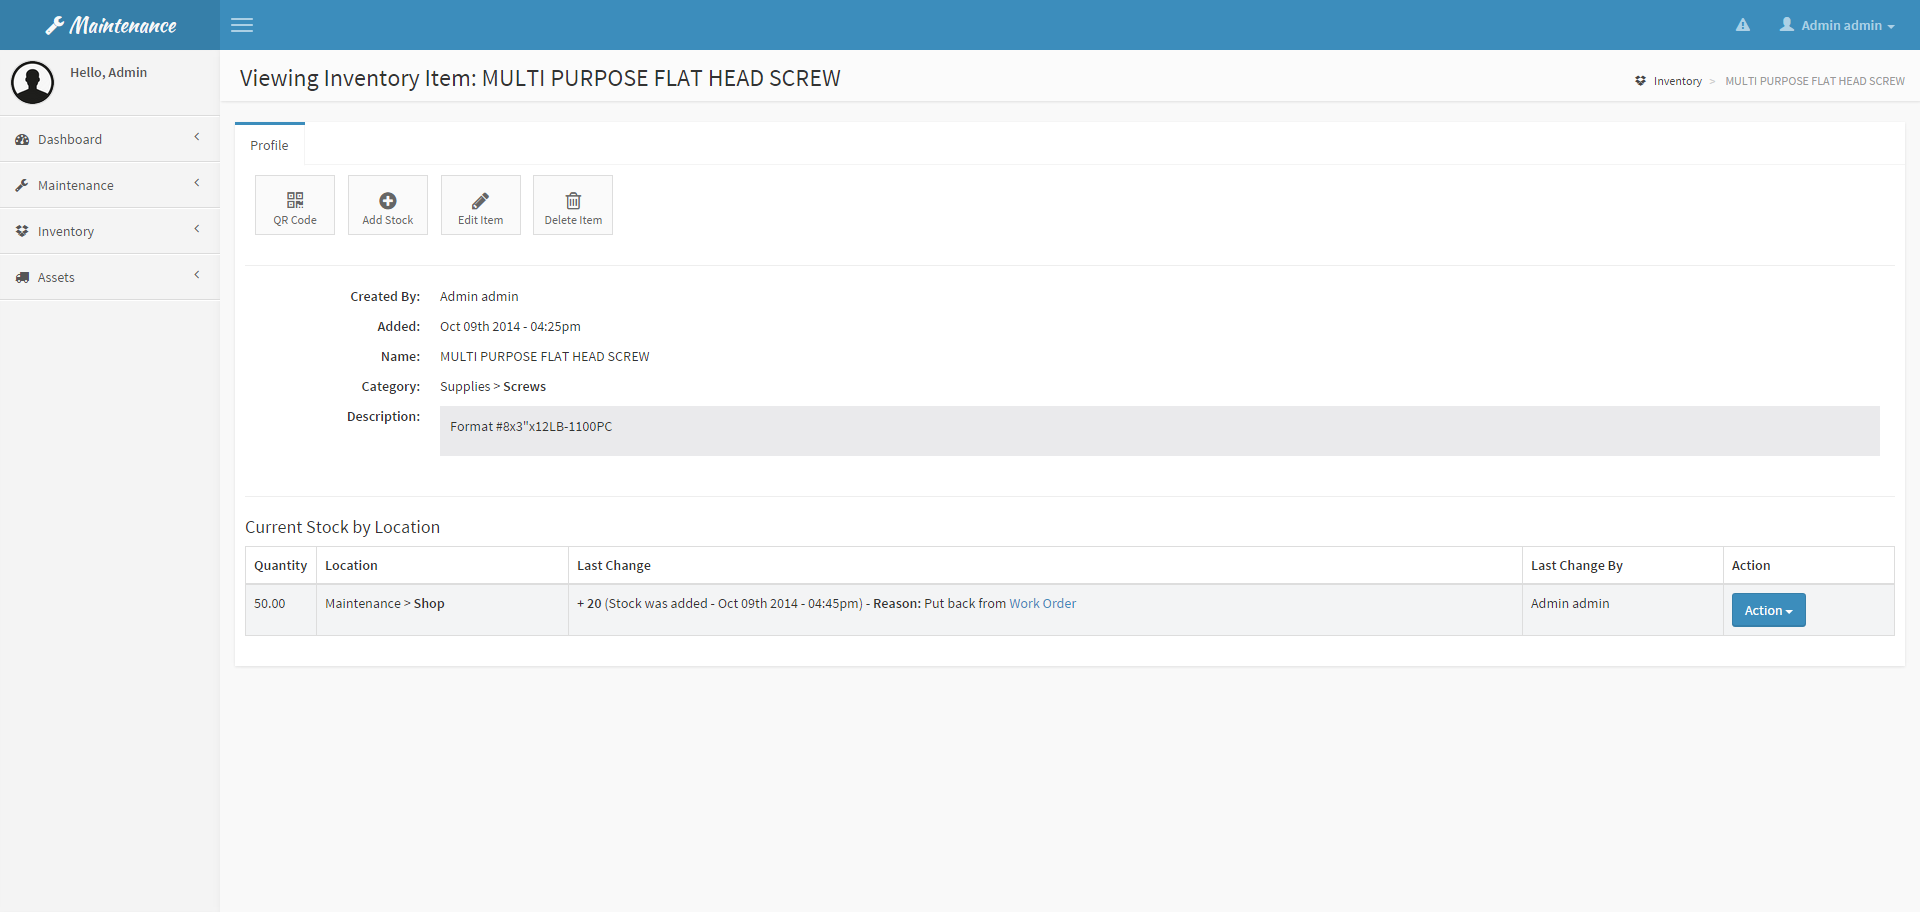 Maintenance
Admin admin
Hello, Admin
Dashboard
Maintenance
Inventory
Assets
Viewing Inventory Item: MULTI PURPOSE FLAT HEAD SCREW
Inventory > MULTI PURPOSE FLAT HEAD SCREW
Profile
QR Code Add Stock Edit Item Delete Item
Created By: Admin admin
Added: Oct 09th 2014 - 04:25pm
Name: MULTI PURPOSE FLAT HEAD SCREW
Category: Supplies > Screws
Description: Format #8x3"x12LB-1100PC
Current Stock by Location
Quantity Location Last Change Last Change By Action
50.00 Maintenance > Shop + 20 (Stock was added - Oct 09th 2014 - 04:45pm) - Reason: Put back from Work Order Admin admin Action